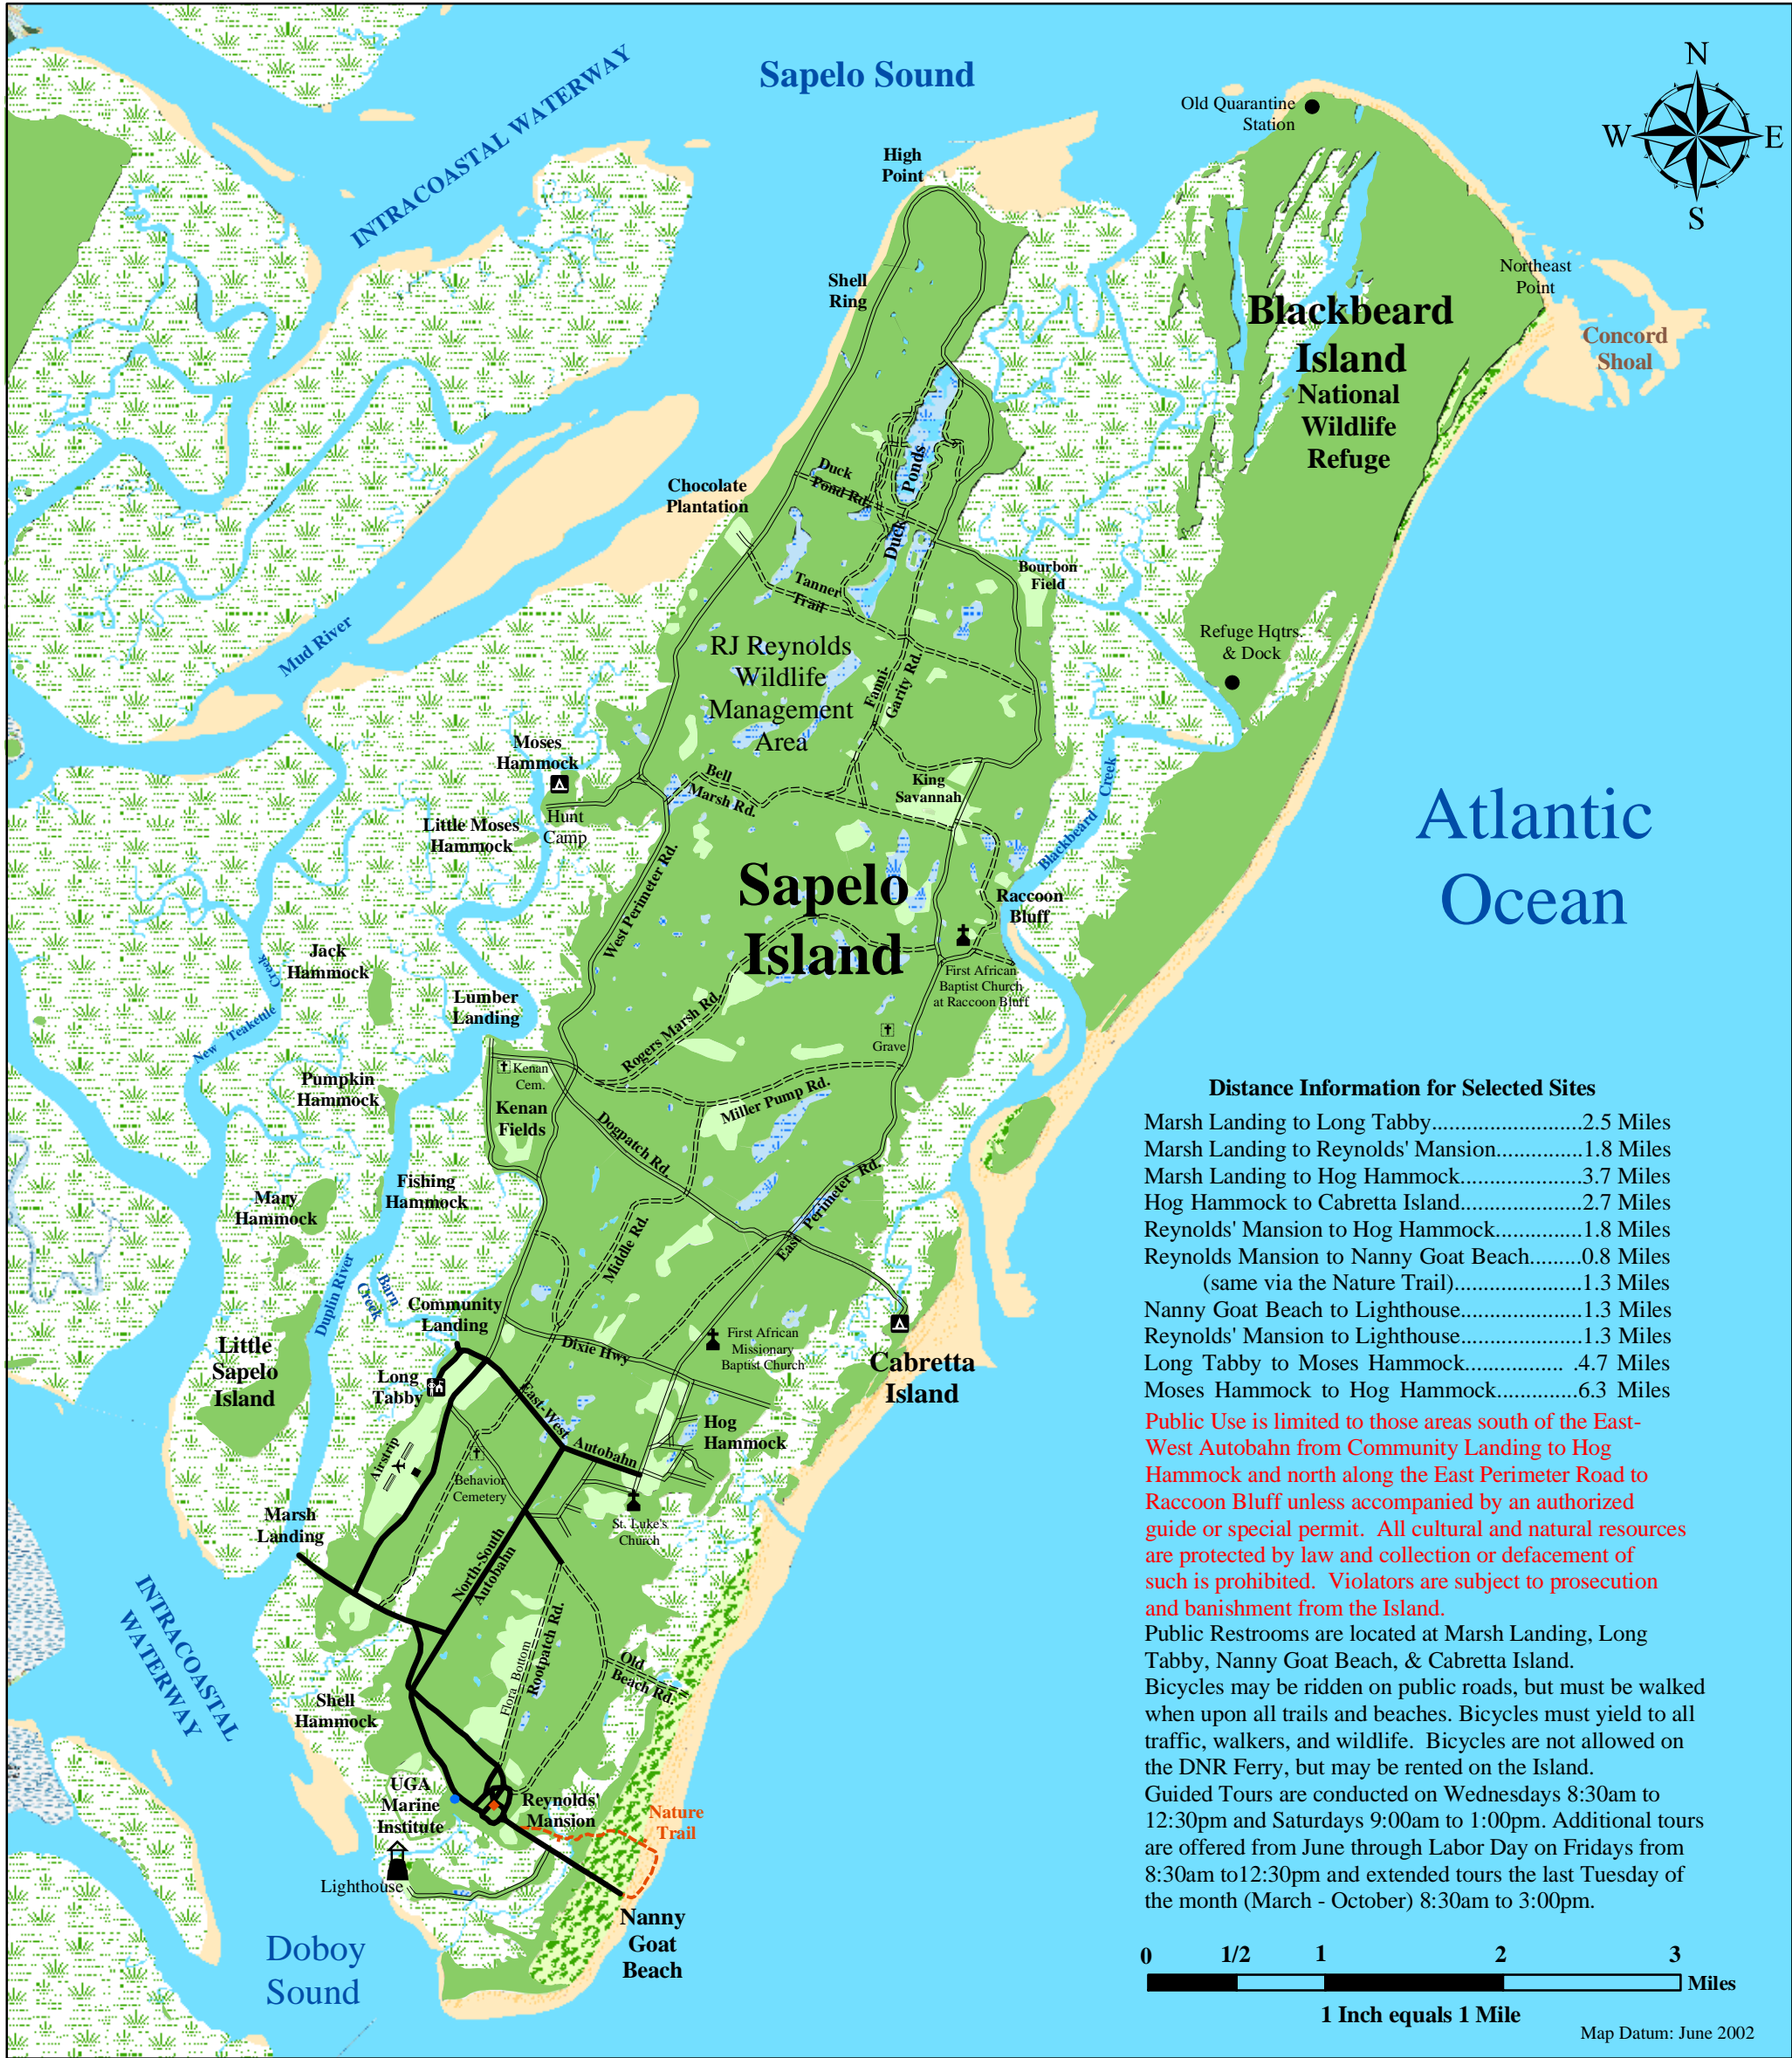 Sapelo Sound
INTRACOASTAL WATERWAY
Old Quarantine
Station
N
W
E
S
High
Point
Shell
Ring
Northeast
Point
Concord
Shoal
Blackbeard
Island
National
Wildlife
Refuge
Chocolate
Plantation
Duck
Pond Rd.
Duck Ponds
Bourbon
Field
Tanner
Trail
Mud River
RJ Reynolds
Wildlife
Management
Area
Fanni.
Garity Rd.
Refuge Hqtrs.
& Dock
Moses
Hammock
Hunt
Camp
Little Moses
Hammock
Bell
Marsh Rd.
King
Savannah
Blackbeard Creek
Atlantic
Ocean
West Perimeter Rd.
Sapelo
Island
Raccoon
Bluff
First African
Baptist Church
at Raccoon Bluff
Jack
Hammock
New Teakettle Creek
Lumber
Landing
Rogers Marsh Rd.
Grave
Kenan
Cem.
Kenan
Fields
Pumpkin
Hammock
Miller Pump Rd.
Dogpatch Rd.
Fishing
Hammock
Mary
Hammock
East Perimeter Rd.
Middle Rd.
Duplin River
Barn
Creek
Community
Landing
Dixie Hwy
First African
Missionary
Baptist Church
Cabretta
Island
Little
Sapelo
Island
Long
Tabby
East-West
Autobahn
Hog
Hammock
Airstrip
Behavior
Cemetery
St. Luke's
Church
Marsh
Landing
North-South
Autobahn
INTRACOASTAL
WATERWAY
Flora Bottom
Rootpatch Rd.
Old
Beach Rd.
Shell
Hammock
UGA
Marine
Institute
Reynolds'
Mansion
Nature
Trail
Lighthouse
Nanny
Goat
Beach
Doboy
Sound
Distance Information for Selected Sites
Marsh Landing to Long Tabby..........................2.5 Miles
Marsh Landing to Reynolds' Mansion...............1.8 Miles
Marsh Landing to Hog Hammock.....................3.7 Miles
Hog Hammock to Cabretta Island.....................2.7 Miles
Reynolds' Mansion to Hog Hammock...............1.8 Miles
Reynolds Mansion to Nanny Goat Beach.........0.8 Miles
(same via the Nature Trail)......................1.3 Miles
Nanny Goat Beach to Lighthouse.....................1.3 Miles
Reynolds' Mansion to Lighthouse.....................1.3 Miles
Long Tabby to Moses Hammock................. .4.7 Miles
Moses Hammock to Hog Hammock..............6.3 Miles
Public Use is limited to those areas south of the East-
West Autobahn from Community Landing to Hog
Hammock and north along the East Perimeter Road to
Raccoon Bluff unless accompanied by an authorized
guide or special permit. All cultural and natural resources
are protected by law and collection or defacement of
such is prohibited. Violators are subject to prosecution
and banishment from the Island.
Public Restrooms are located at Marsh Landing, Long
Tabby, Nanny Goat Beach, & Cabretta Island.
Bicycles may be ridden on public roads, but must be walked
when upon all trails and beaches. Bicycles must yield to all
traffic, walkers, and wildlife. Bicycles are not allowed on
the DNR Ferry, but may be rented on the Island.
Guided Tours are conducted on Wednesdays 8:30am to
12:30pm and Saturdays 9:00am to 1:00pm. Additional tours
are offered from June through Labor Day on Fridays from
8:30am to12:30pm and extended tours the last Tuesday of
the month (March - October) 8:30am to 3:00pm.
0 1/2 1 2 3
Miles
1 Inch equals 1 Mile
Map Datum: June 2002